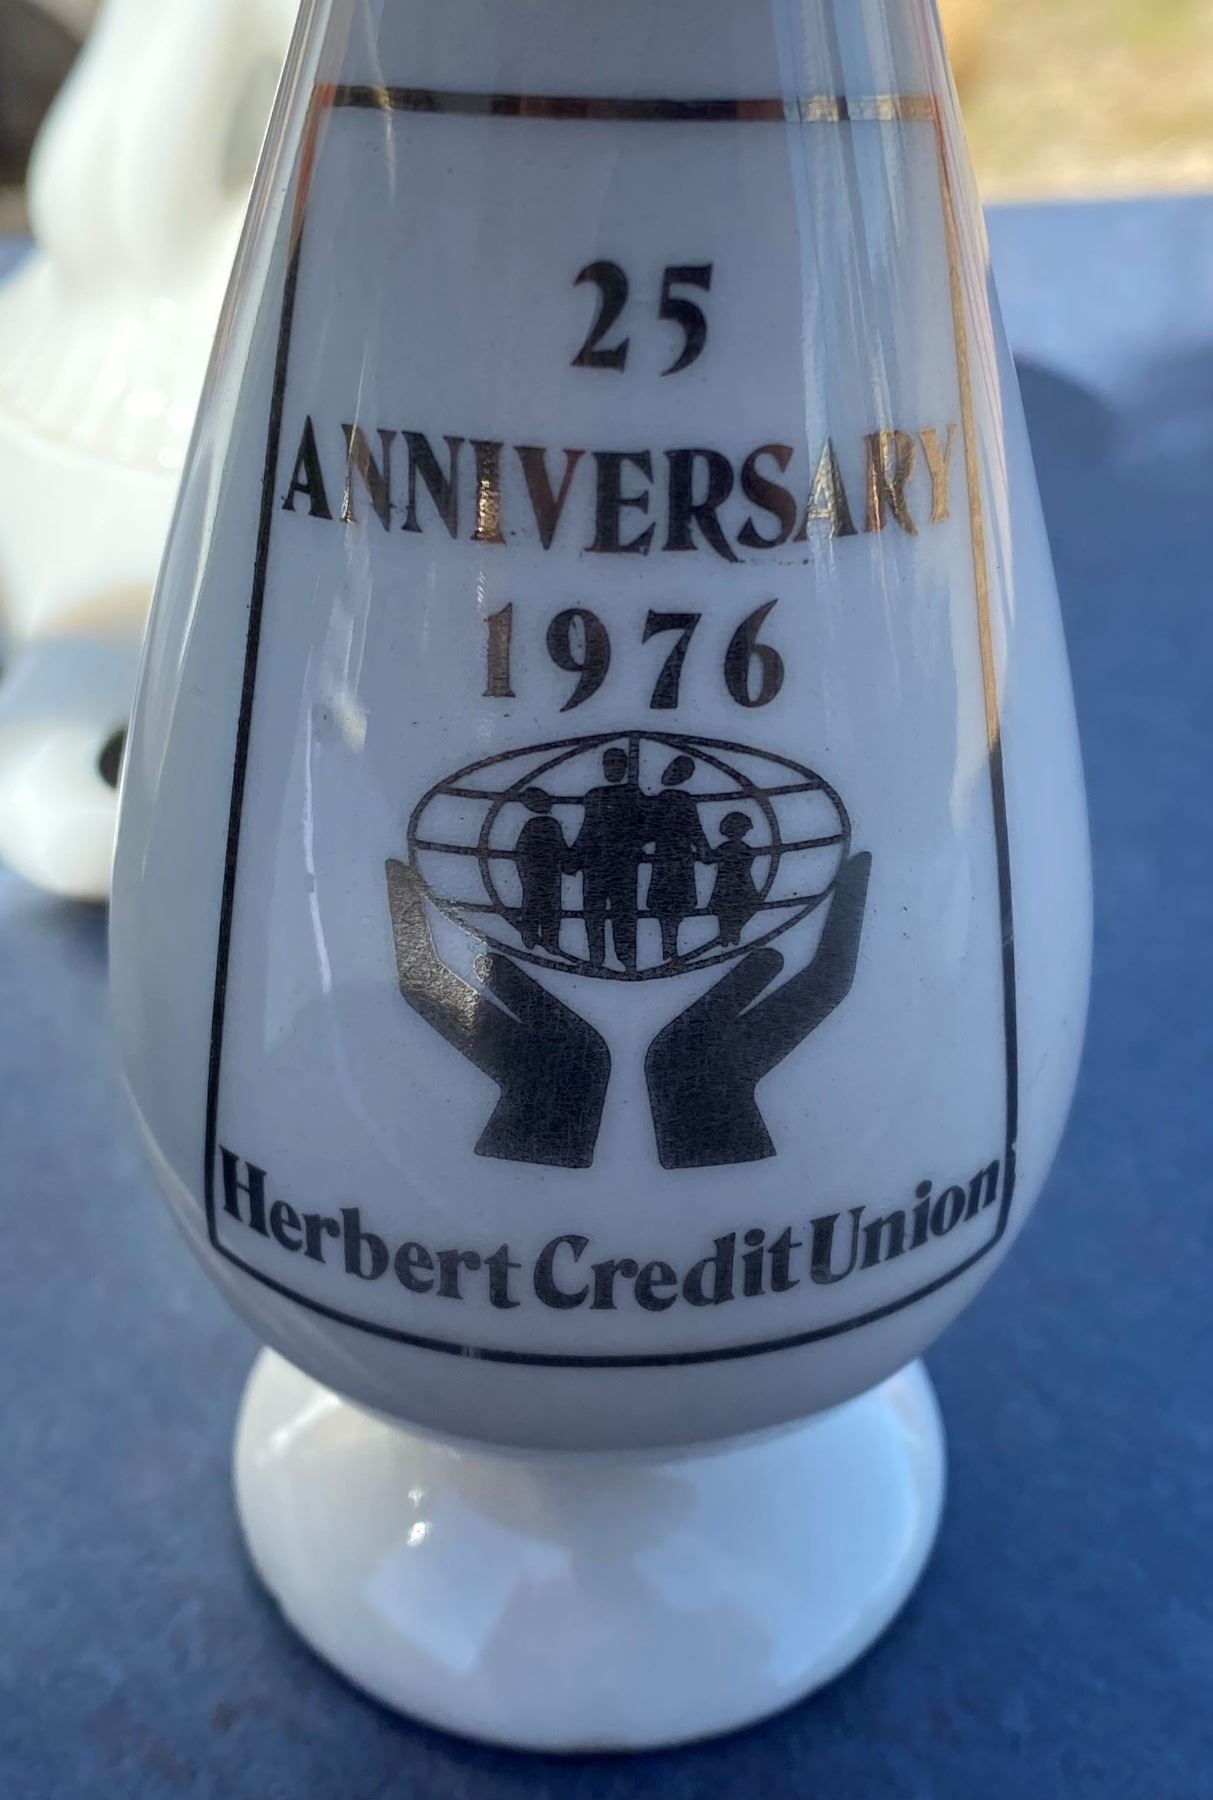 25
ANNIVERSARY
1976
Herbert Credit Union